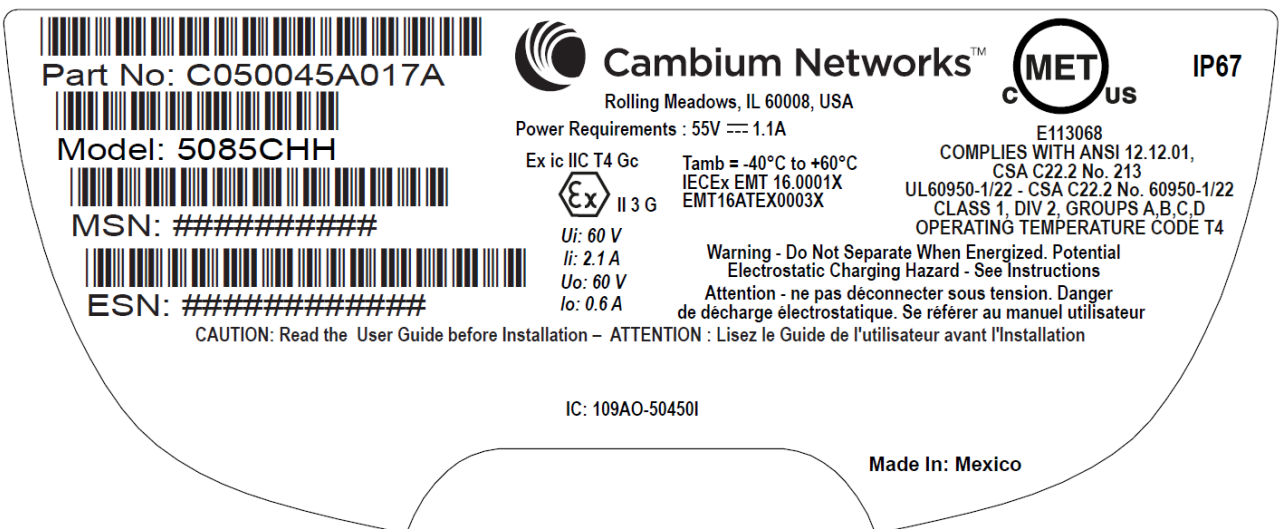 Part No: C050045A017A
Model: 5085CHH
MSN: ##########
ESN: ############
Cambium Networks™
Rolling Meadows, IL 60008, USA
Power Requirements : 55V ⎓ 1.1A
Ex ic IIC T4 Gc
Ex II 3 G
Ui: 60 V
Ii: 2.1 A
Uo: 60 V
Io: 0.6 A
Tamb = -40°C to +60°C
IECEx EMT 16.0001X
EMT16ATEX0003X
C MET US
IP67
E113068
COMPLIES WITH ANSI 12.12.01,
CSA C22.2 No. 213
UL60950-1/22 - CSA C22.2 No. 60950-1/22
CLASS 1, DIV 2, GROUPS A,B,C,D
OPERATING TEMPERATURE CODE T4
Warning - Do Not Separate When Energized. Potential
Electrostatic Charging Hazard - See Instructions
Attention - ne pas déconnecter sous tension. Danger
de décharge électrostatique. Se référer au manuel utilisateur
CAUTION: Read the User Guide before Installation – ATTENTION : Lisez le Guide de l'utilisateur avant l'Installation
IC: 109AO-50450I
Made In: Mexico